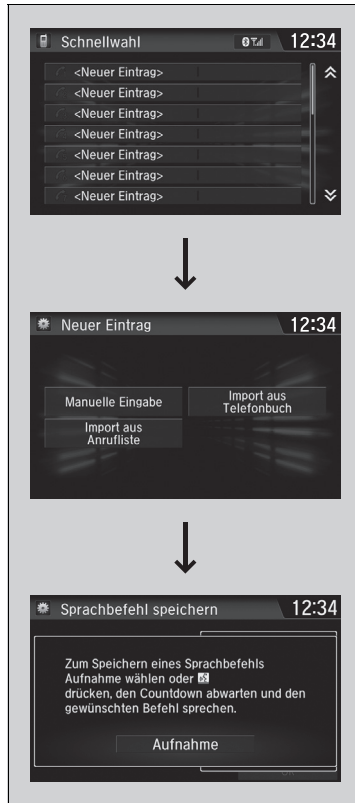 Schnellwahl 12:34
<Neuer Eintrag>
<Neuer Eintrag>
<Neuer Eintrag>
<Neuer Eintrag>
<Neuer Eintrag>
<Neuer Eintrag>
<Neuer Eintrag>
Neuer Eintrag 12:34
Manuelle Eingabe
Import aus
Telefonbuch
Import aus
Anrufliste
Sprachbefehl speichern 12:34
Zum Speichern eines Sprachbefehls
Aufnahme wählen oder
drücken, den Countdown abwarten und den
gewünschten Befehl sprechen.
Aufnahme